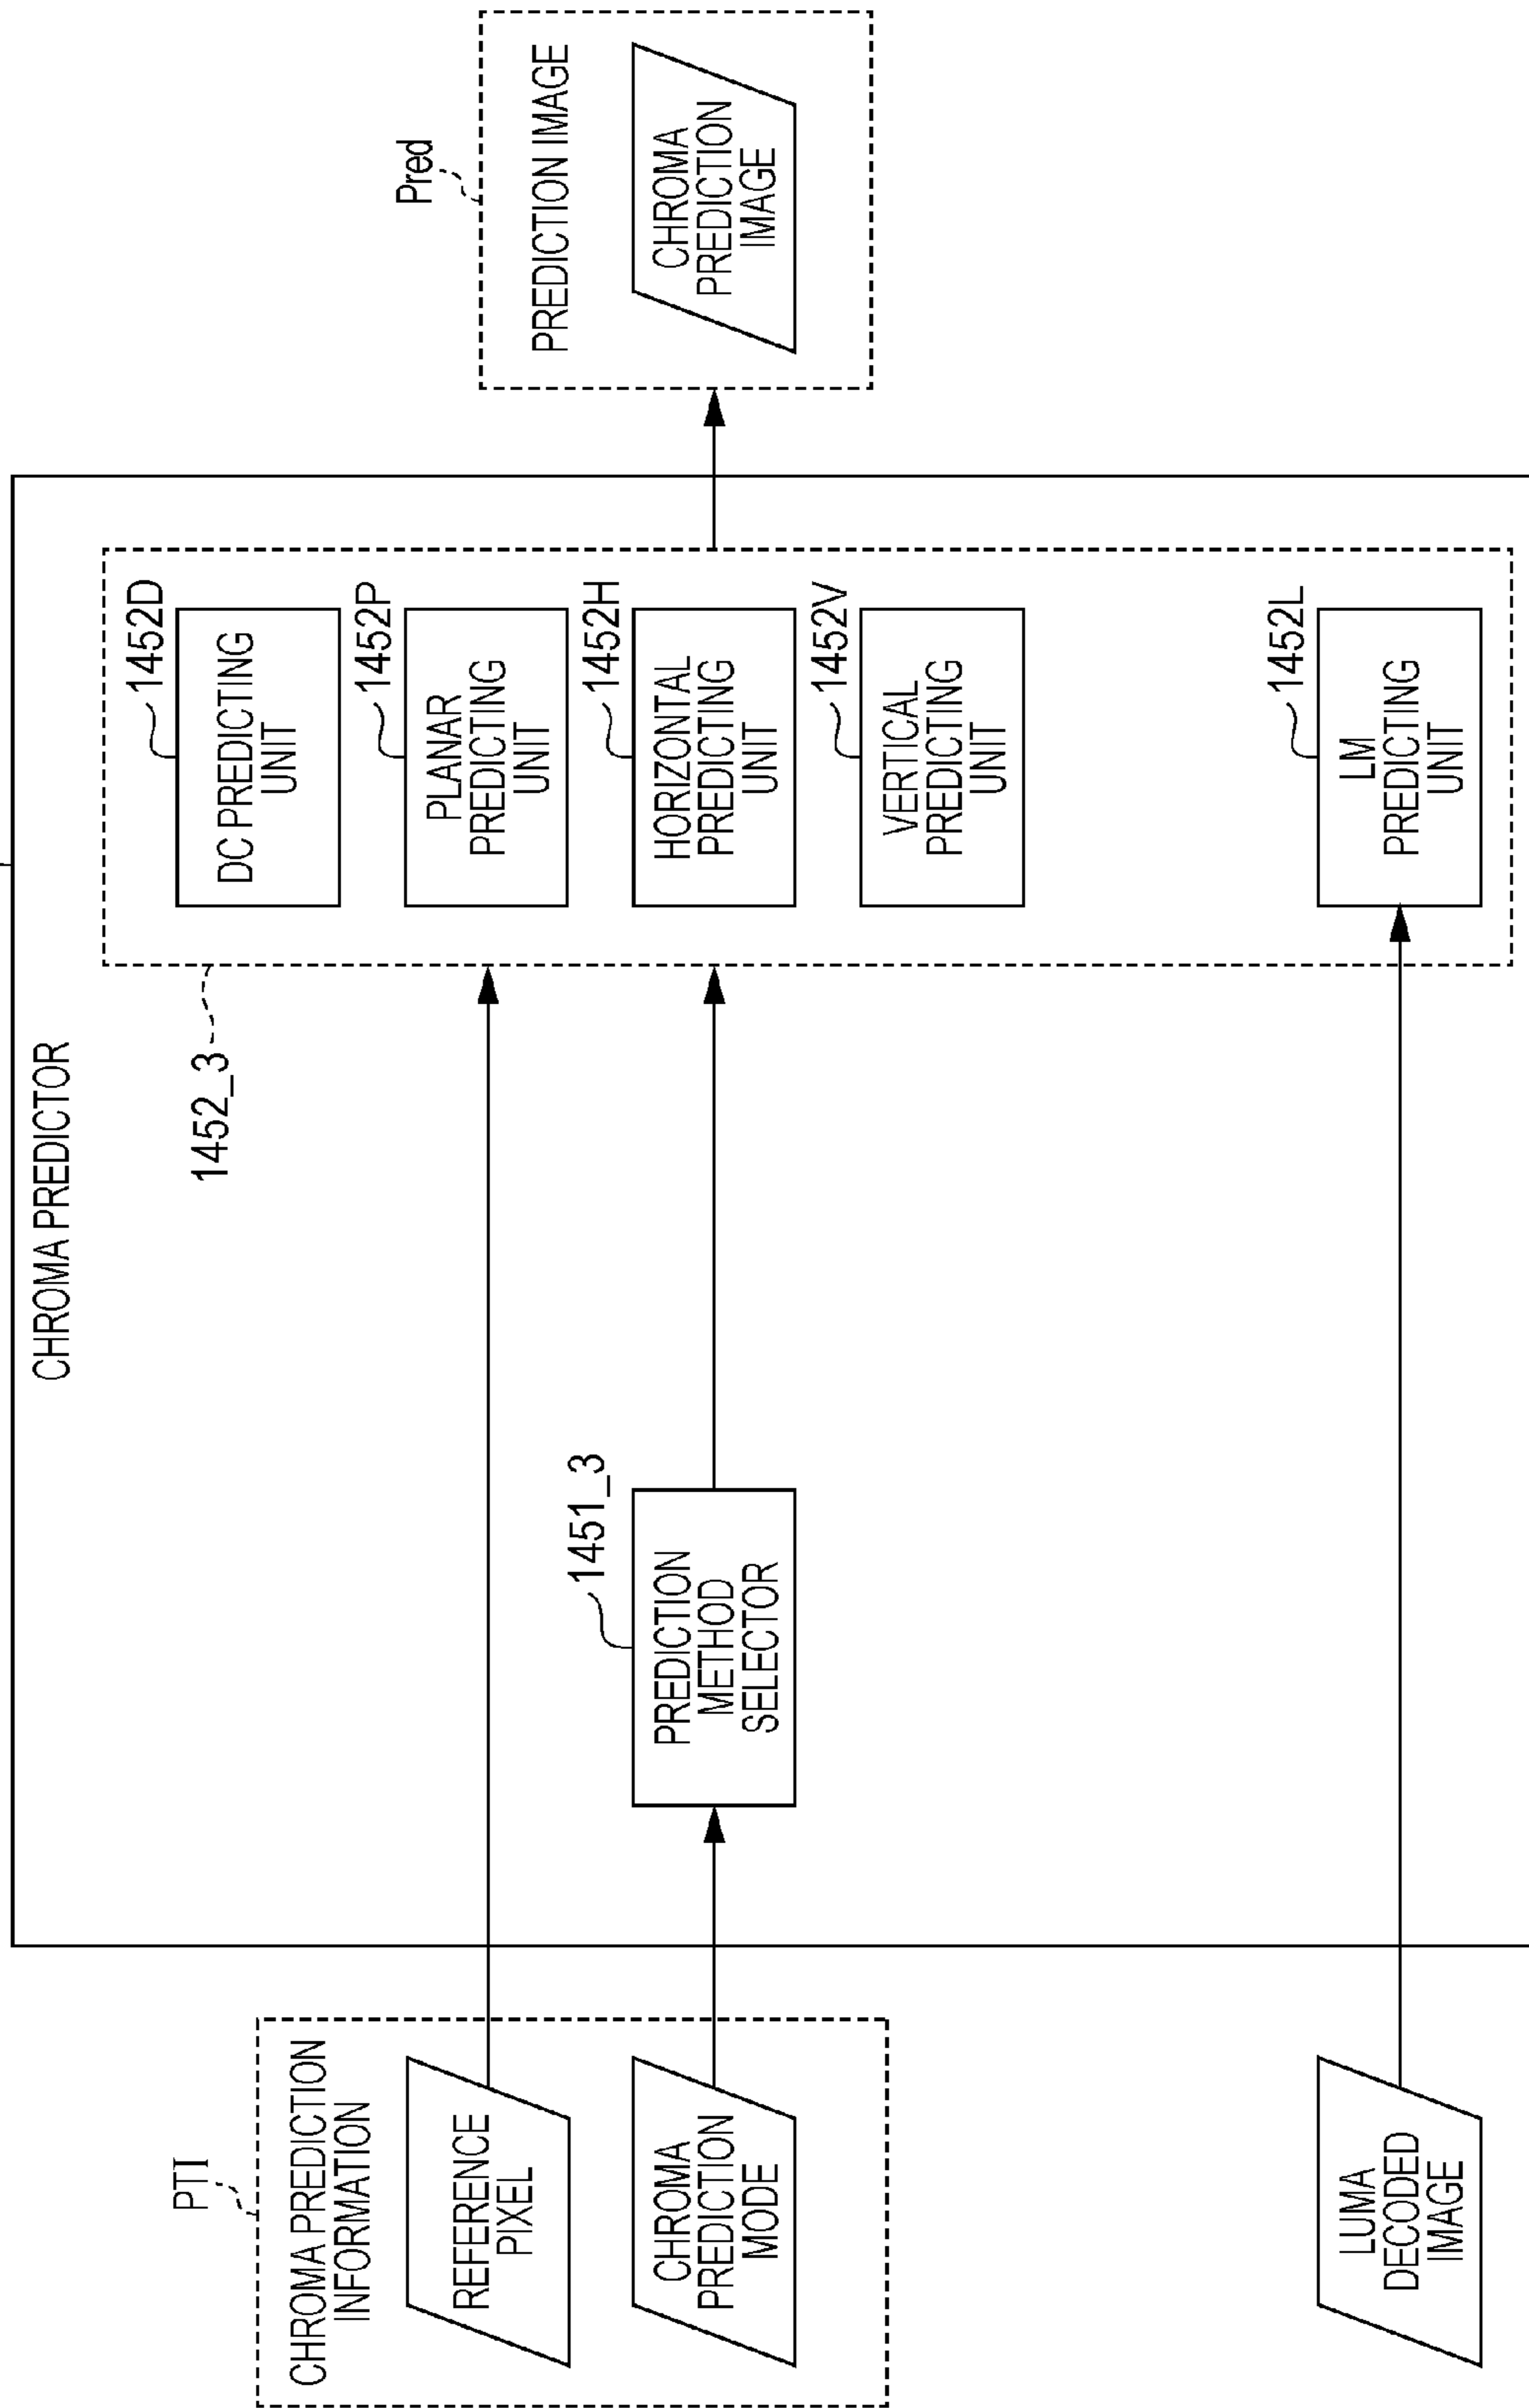 CHROMA PREDICTOR
PTI
CHROMA PREDICTION
INFORMATION
REFERENCE
PIXEL
CHROMA
PREDICTION
MODE
LUMA
DECODED
IMAGE
1451_3
PREDICTION
METHOD
SELECTOR
1452_3
1452D
DC PREDICTING
UNIT
1452P
PLANAR
PREDICTING
UNIT
1452H
HORIZONTAL
PREDICTING
UNIT
1452V
VERTICAL
PREDICTING
UNIT
1452L
LM
PREDICTING
UNIT
Pred
PREDICTION IMAGE
CHROMA
PREDICTION
IMAGE